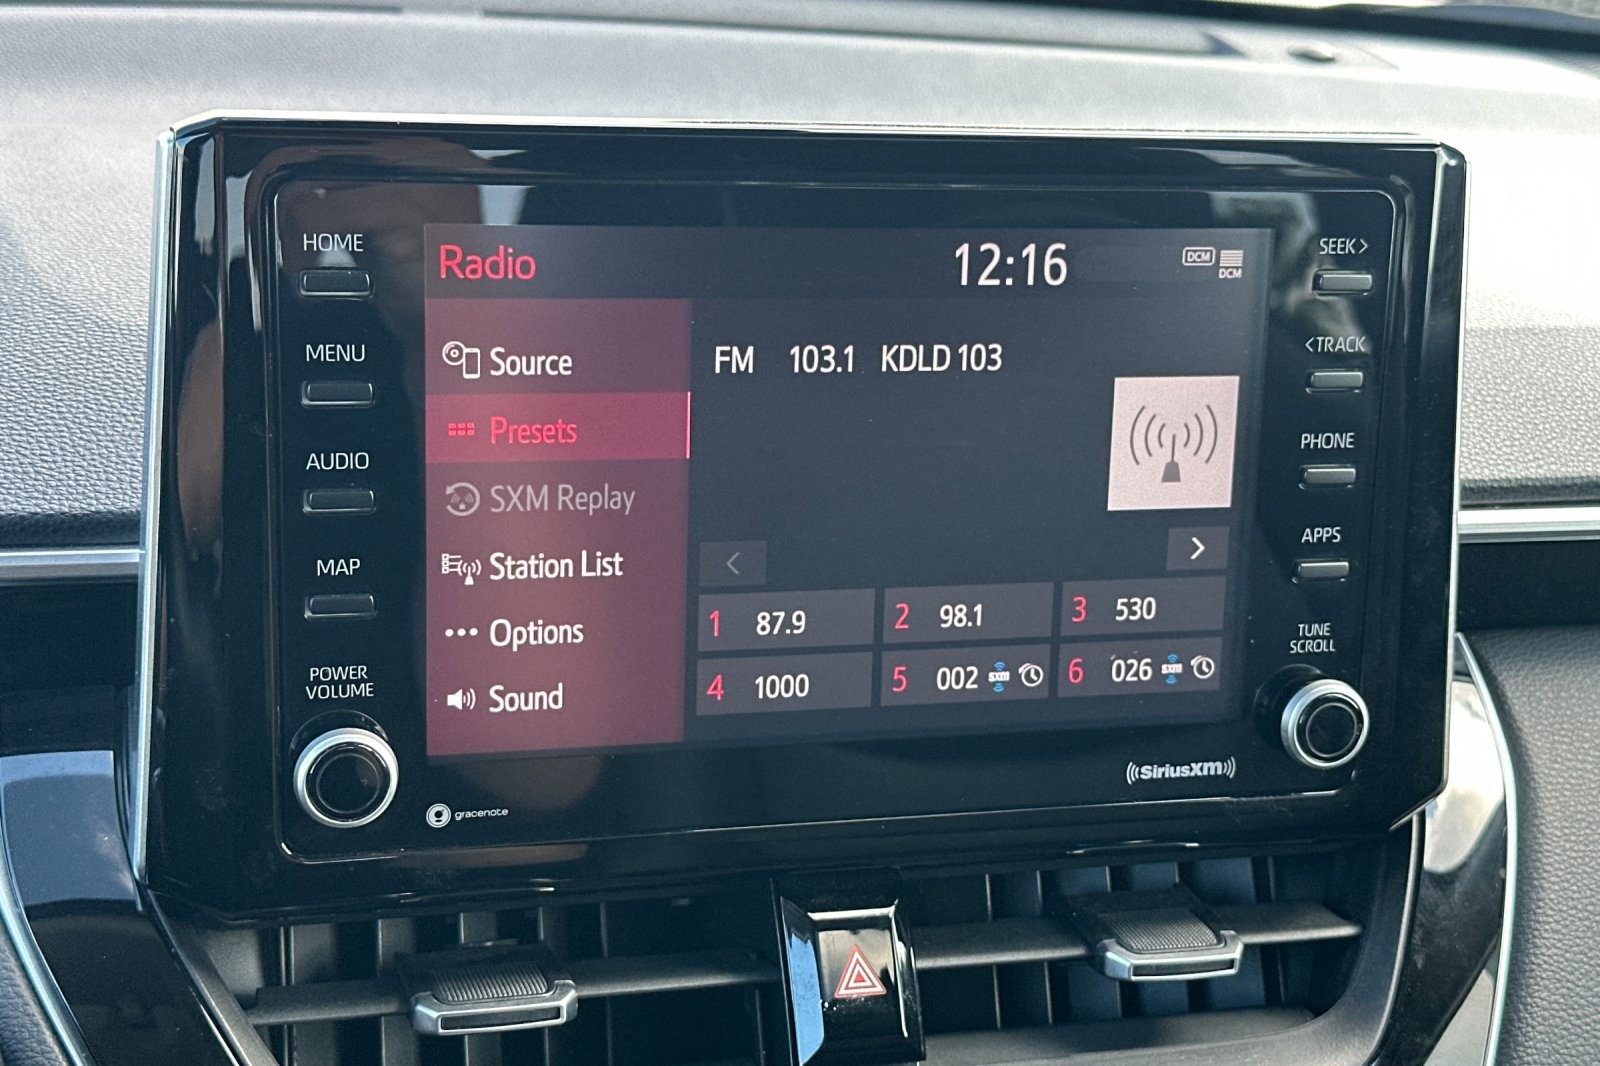 HOME
MENU
AUDIO
MAP
POWER
VOLUME
Radio
12:16
DCM
DCM
Source
Presets
SXM Replay
Station List
Options
Sound
FM 103.1 KDLD 103
<
>
1 87.9
2 98.1
3 530
4 1000
5 002 sxm
6 026 sxm
SEEK >
< TRACK
PHONE
APPS
TUNE
SCROLL
gracenote
((SiriusXM))